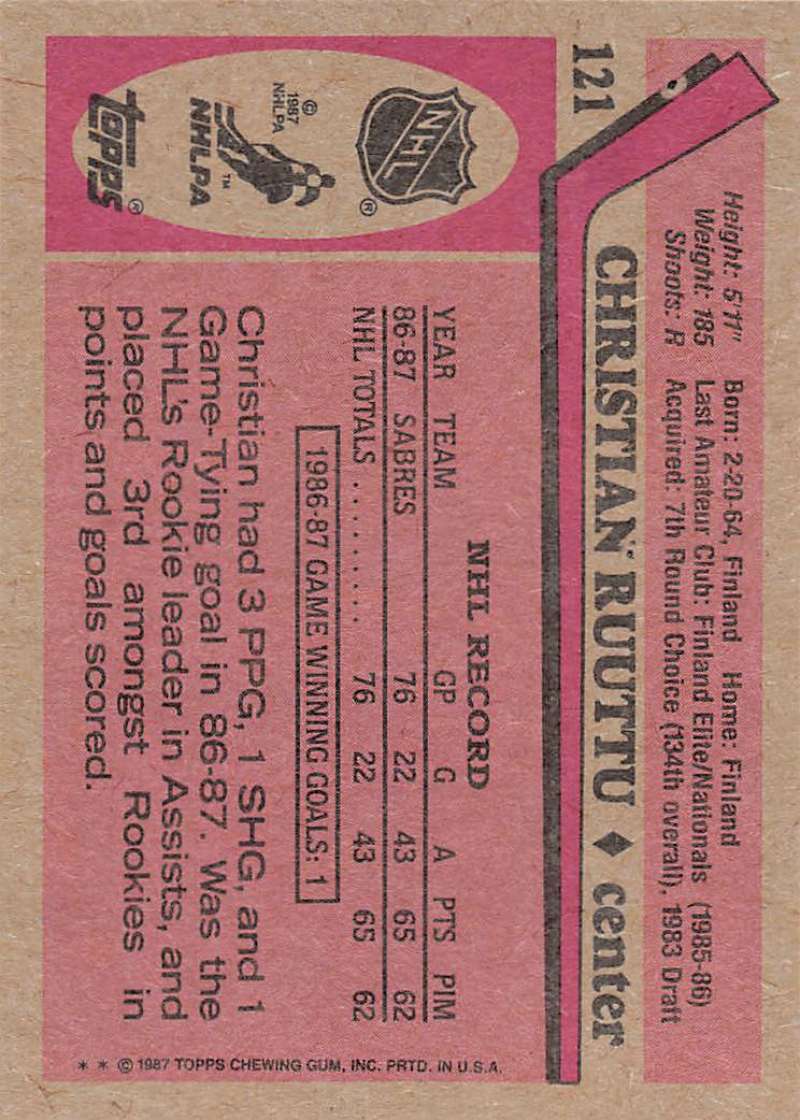 121
Height: 5'11" Born: 2-20-64, Finland Home: Finland
Weight: 185 Last Amateur Club: Finland Elite/Nationals (1985-86)
Shoots: R Acquired: 7th Round Choice (134th overall), 1983 Draft
CHRISTIAN RUUTTU ♦ center
NHL ®
© 1987 NHLPA
NHLPA ™
TOPPS ®
NHL RECORD
YEAR TEAM GP G A PTS PIM
86-87 SABRES 76 22 43 65 62
NHL TOTALS .......... 76 22 43 65 62
1986-87 GAME WINNING GOALS: 1
Christian had 3 PPG, 1 SHG, and 1
Game-Tying goal in 86-87. Was the
NHL's Rookie leader in Assists, and
placed 3rd amongst Rookies in
points and goals scored.
* * © 1987 TOPPS CHEWING GUM, INC. PRTD. IN U.S.A.